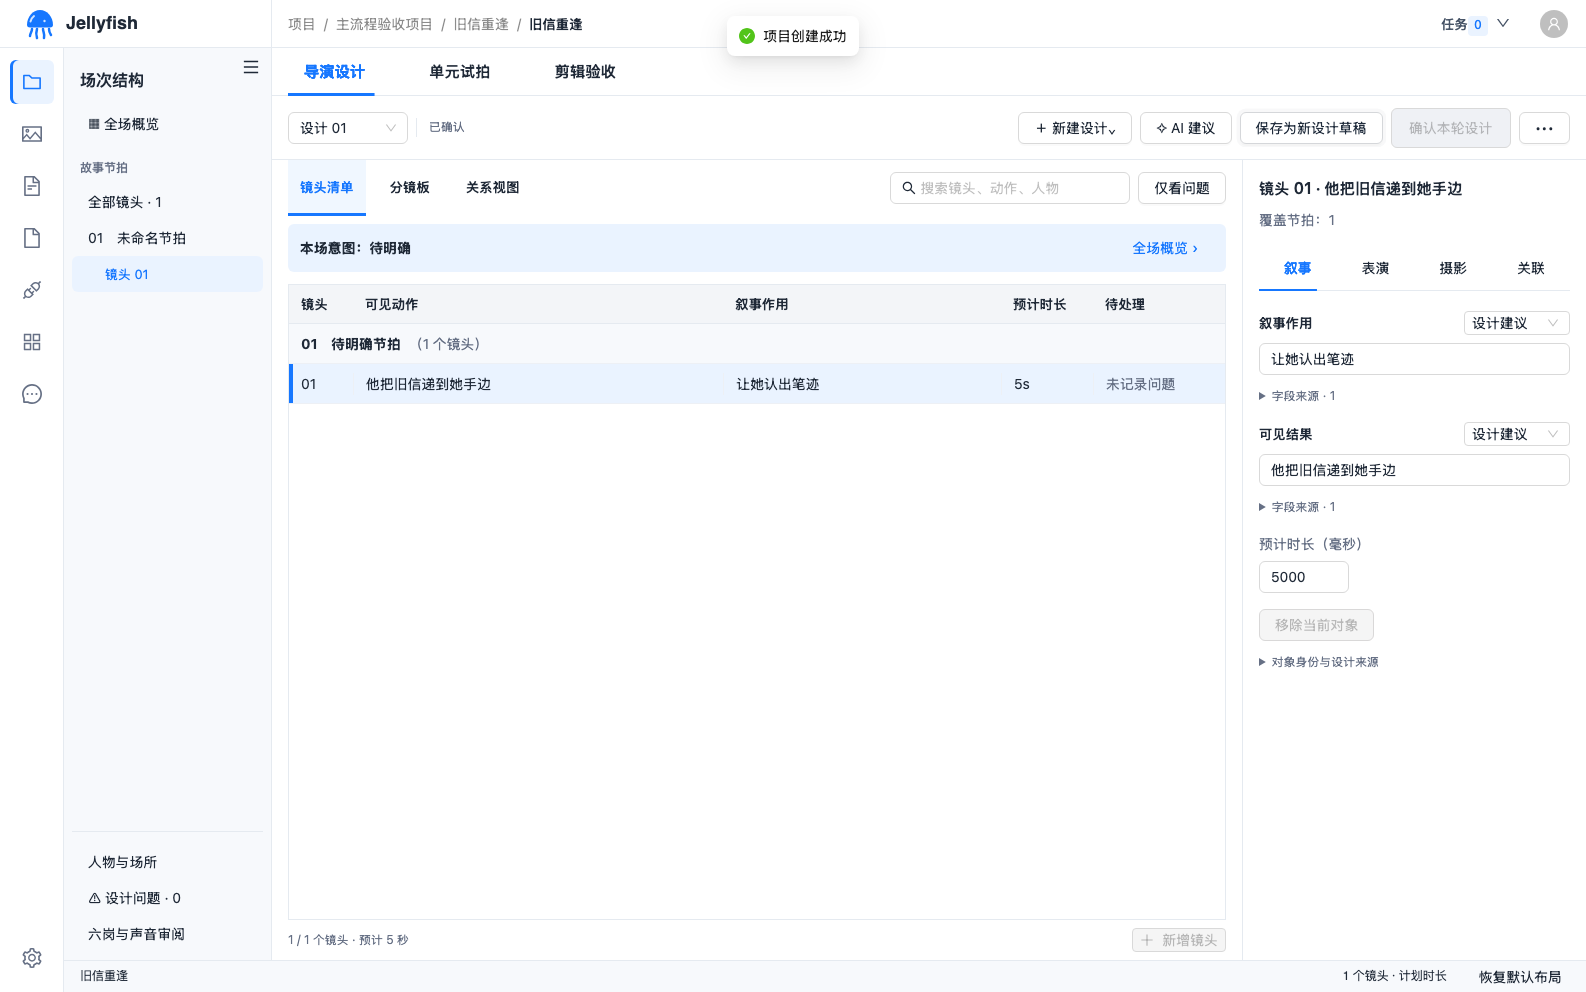 Jellyfish
项目 / 主流程验收项目 / 旧信重逢 / 旧信重逢
项目创建成功
任务 0
场次结构
全场概览
故事节拍
全部镜头 · 1
01 未命名节拍
镜头 01
人物与场所
设计问题 · 0
六岗与声音审阅
导演设计 单元试拍 剪辑验收
设计 01 已确认
+ 新建设计 AI 建议 保存为新设计草稿 确认本轮设计 ···
镜头清单 分镜板 关系视图
搜索镜头、动作、人物 仅看问题
本场意图：待明确 全场概览 ›
镜头 可见动作 叙事作用 预计时长 待处理
01 待明确节拍 （1 个镜头）
01 他把旧信递到她手边 让她认出笔迹 5s 未记录问题
1 / 1 个镜头 · 预计 5 秒 + 新增镜头
镜头 01 · 他把旧信递到她手边
覆盖节拍：1
叙事 表演 摄影 关联
叙事作用 设计建议
让她认出笔迹
字段来源 · 1
可见结果 设计建议
他把旧信递到她手边
字段来源 · 1
预计时长（毫秒）
5000
移除当前对象
对象身份与设计来源
旧信重逢 1 个镜头 · 计划时长 恢复默认布局